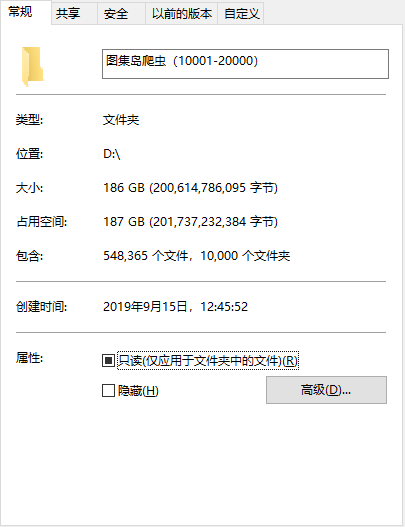 常规 共享 安全 以前的版本 自定义
图集岛爬虫（10001-20000）
类型: 文件夹
位置: D:\
大小: 186 GB (200,614,786,095 字节)
占用空间: 187 GB (201,737,232,384 字节)
包含: 548,365 个文件，10,000 个文件夹
创建时间: 2019年9月15日，12:45:52
属性: 只读(仅应用于文件夹中的文件)(R)
隐藏(H) 高级(D)...